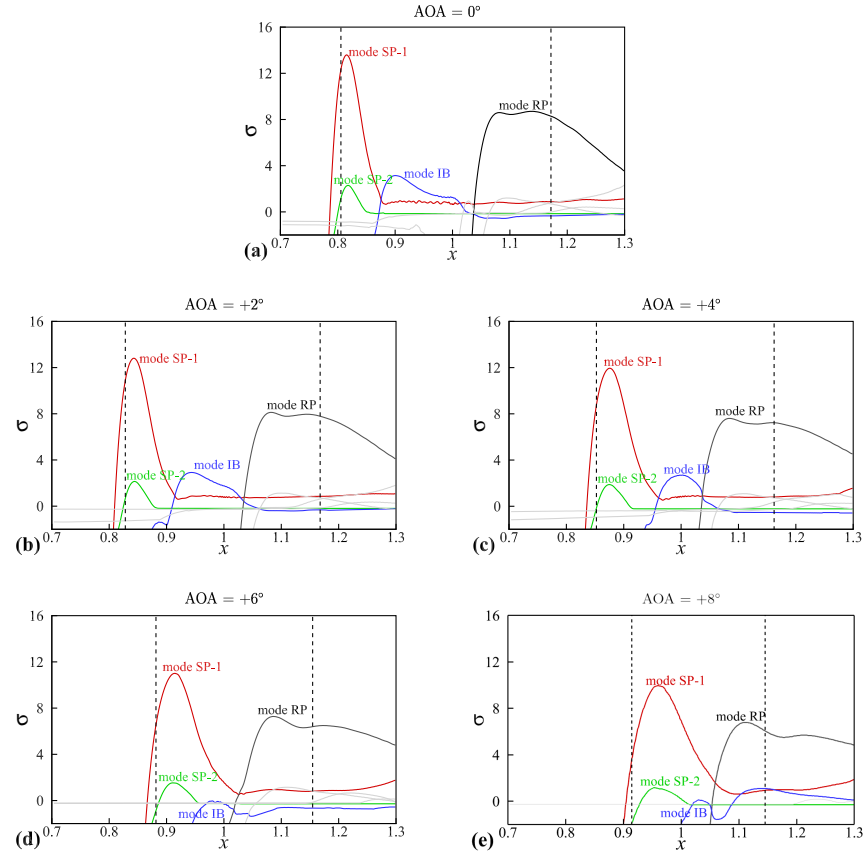 AOA = 0°
16
12
8
4
0
σ
mode SP-1
mode SP-2
mode IB
mode RP
0.7 0.8 0.9 1 1.1 1.2 1.3
(a) x
AOA = +2°
16
12
8
4
0
σ
mode SP-1
mode SP-2
mode IB
mode RP
0.7 0.8 0.9 1 1.1 1.2 1.3
(b) x
AOA = +4°
16
12
8
4
0
σ
mode SP-1
mode SP-2
mode IB
mode RP
0.7 0.8 0.9 1 1.1 1.2 1.3
(c) x
AOA = +6°
16
12
8
4
0
σ
mode SP-1
mode SP-2
mode IB
mode RP
0.7 0.8 0.9 1 1.1 1.2 1.3
(d) x
AOA = +8°
16
12
8
4
0
σ
mode SP-1
mode SP-2
mode IB
mode RP
0.7 0.8 0.9 1 1.1 1.2 1.3
(e) x